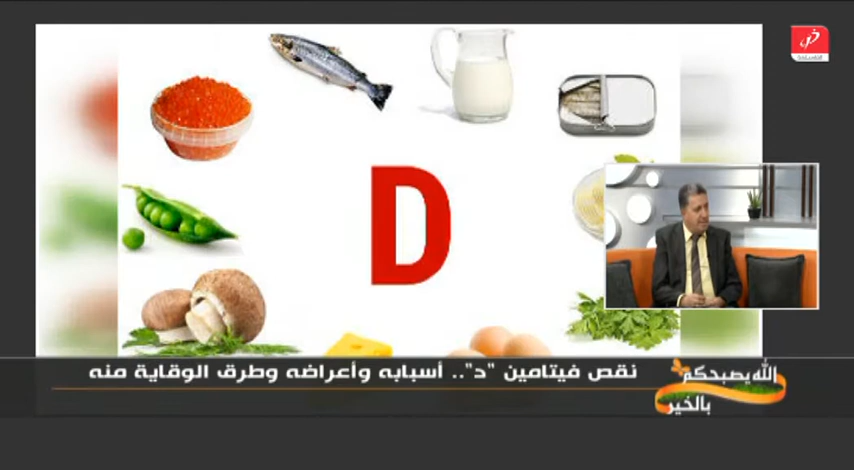 D
نقص فيتامين "د".. أسبابه وأعراضه وطرق الوقاية منه
الله يصبحكم
بالخير